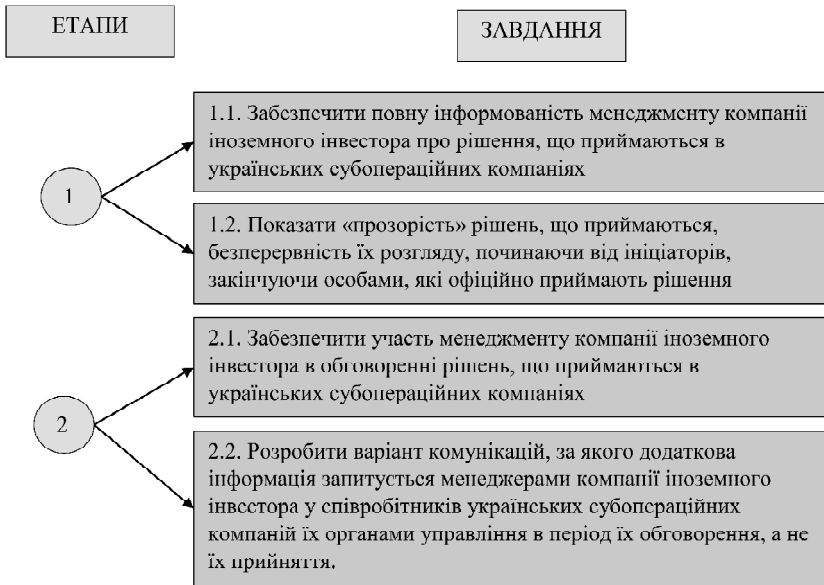 ЕТАПИ
ЗАВДАННЯ
1
1.1. Забезпечити повну інформованість менеджменту компанії
іноземного інвестора про рішення, що приймаються в
українських субопераційних компаніях
1.2. Показати «прозорість» рішень, що приймаються,
безперервність їх розгляду, починаючи від ініціаторів,
закінчуючи особами, які офіційно приймають рішення
2
2.1. Забезпечити участь менеджменту компанії іноземного
інвестора в обговоренні рішень, що приймаються в
українських субопераційних компаніях
2.2. Розробити варіант комунікацій, за якого додаткова
інформація запитується менеджерами компанії іноземного
інвестора у співробітників українських субопераційних
компаній їх органами управління в період їх обговорення, а не
їх прийняття.